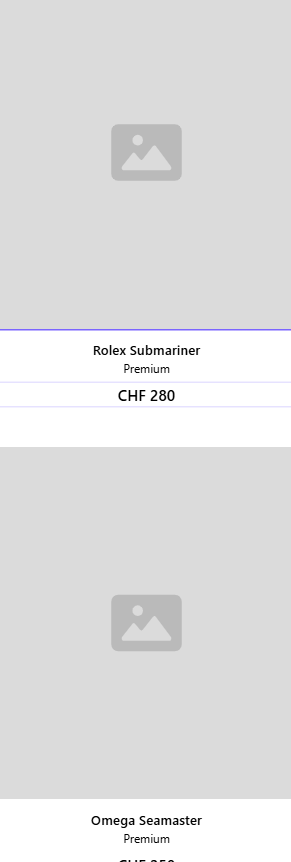 Rolex Submariner
Premium
CHF 280
Omega Seamaster
Premium